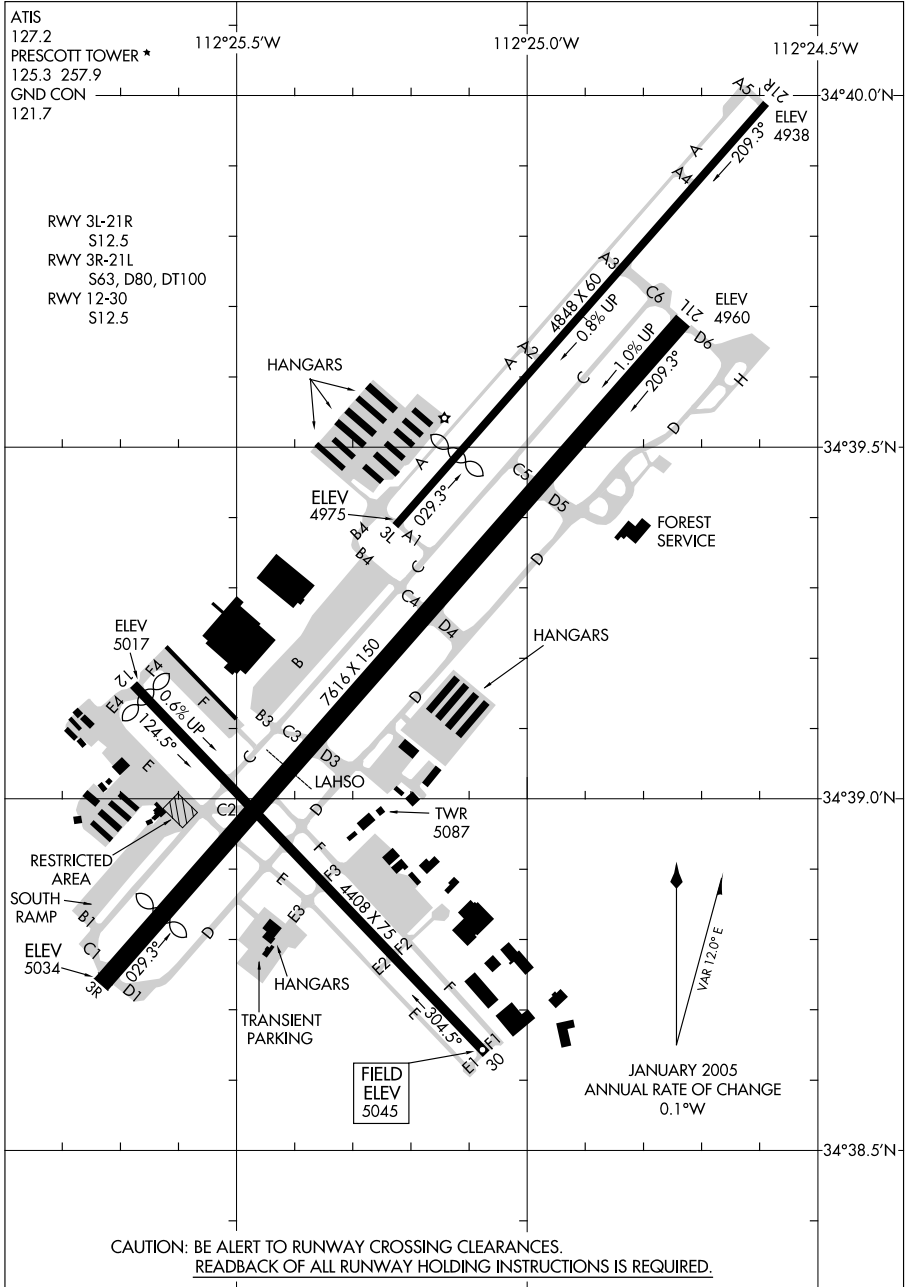 ATIS
127.2
PRESCOTT TOWER *
125.3 257.9
GND CON
121.7
112°25.5'W
112°25.0'W
112°24.5'W
34°40.0'N
A5
21R
ELEV
4938
209.3°
A
A4
RWY 3L-21R
S12.5
RWY 3R-21L
S63, D80, DT100
RWY 12-30
S12.5
A3
C6
4848 X 60
0.8% UP
21L
ELEV
4960
D6
A2
A
1.0% UP
209.3°
C
H
HANGARS
D
34°39.5'N
A
C5
D5
ELEV
4975
029.3°
3L
A1
B4
B4
FOREST
SERVICE
C
D
C4
D4
ELEV
5017
HANGARS
12
F4
E4
0.6% UP
124.5°
F
B
7616 X 150
D
B3
C3
D3
E
C
LAHSO
34°39.0'N
C2
D
TWR
5087
RESTRICTED
AREA
SOUTH
RAMP
F
F3
E
E3
4408 X 75
B1
C1
D
029.3°
ELEV
5034
3R
D1
F2
E2
F
E
HANGARS
TRANSIENT
PARKING
304.5°
F1
E1
30
FIELD
ELEV
5045
VAR 12.0° E
JANUARY 2005
ANNUAL RATE OF CHANGE
0.1°W
34°38.5'N
CAUTION: BE ALERT TO RUNWAY CROSSING CLEARANCES.
READBACK OF ALL RUNWAY HOLDING INSTRUCTIONS IS REQUIRED.